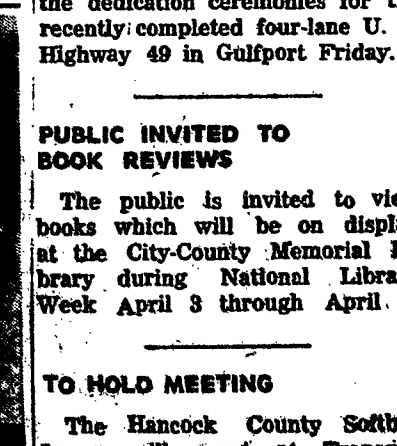 the dedication ceremonies for
recently completed four-lane U.
Highway 49 in Gulfport Friday.
PUBLIC INVITED TO
BOOK REVIEWS
The public is invited to
books which will be on
at the City-County Memorial
brary during National
Week April 3 through April
TO HOLD MEETING
The Hancock County